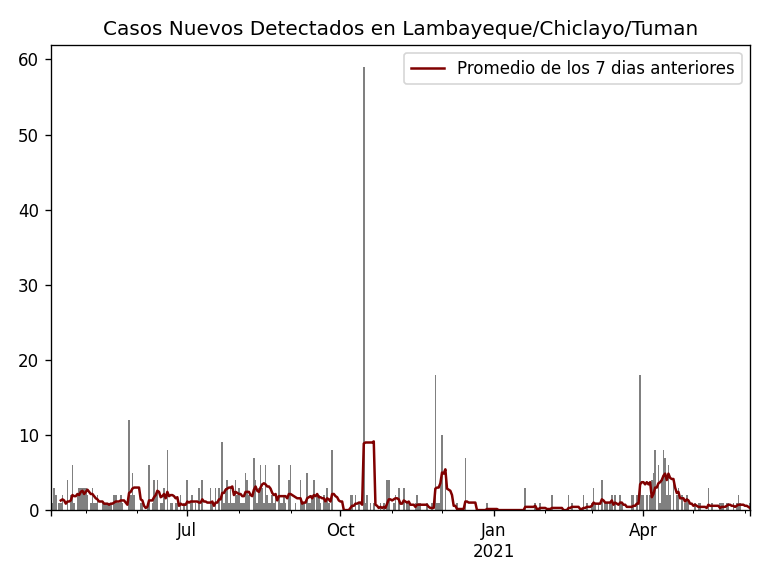 Casos Nuevos Detectados en Lambayeque/Chiclayo/Tuman
Promedio de los 7 dias anteriores
60
50
40
30
20
10
0
Jul
Oct
Jan
2021
Apr